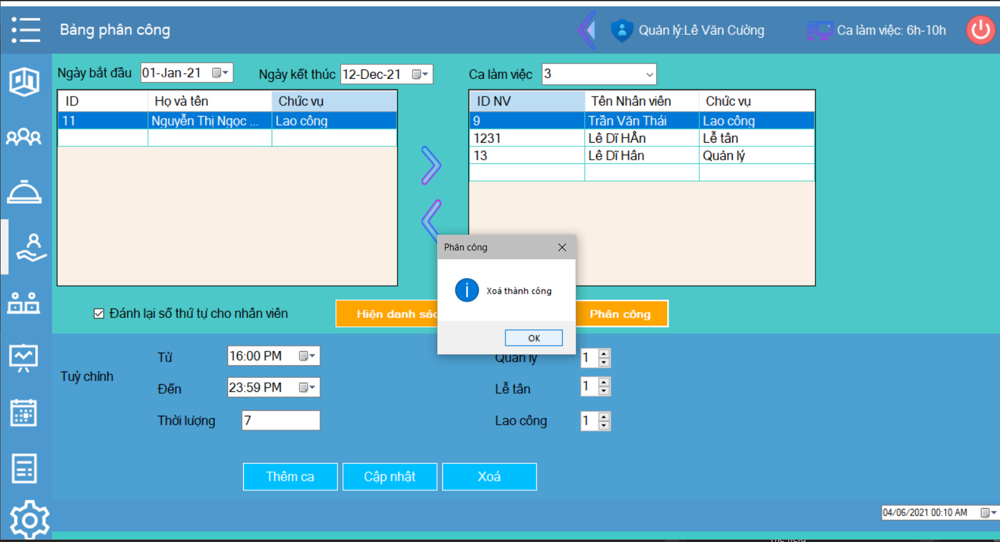 Bảng phân công
Quản lý:Lê Văn Cường
Ca làm việc: 6h-10h
Ngày bắt đầu 01-Jan-21
Ngày kết thúc 12-Dec-21
Ca làm việc 3
ID Họ và tên Chức vụ
11 Nguyễn Thị Ngọc ... Lao công
ID NV Tên Nhân viên Chức vụ
9 Trần Văn Thái Lao công
1231 Lê Dĩ HÂn Lễ tân
13 Lê Dĩ Hân Quản lý
Phân công
Xoá thành công
OK
Đánh lại số thứ tự cho nhân viên
Hiện danh sác
Phân công
Tuỳ chỉnh
Từ 16:00 PM
Đến 23:59 PM
Thời lượng 7
Quản lý 1
Lễ tân 1
Lao công 1
Thêm ca
Cập nhật
Xoá
04/06/2021 00:10 AM